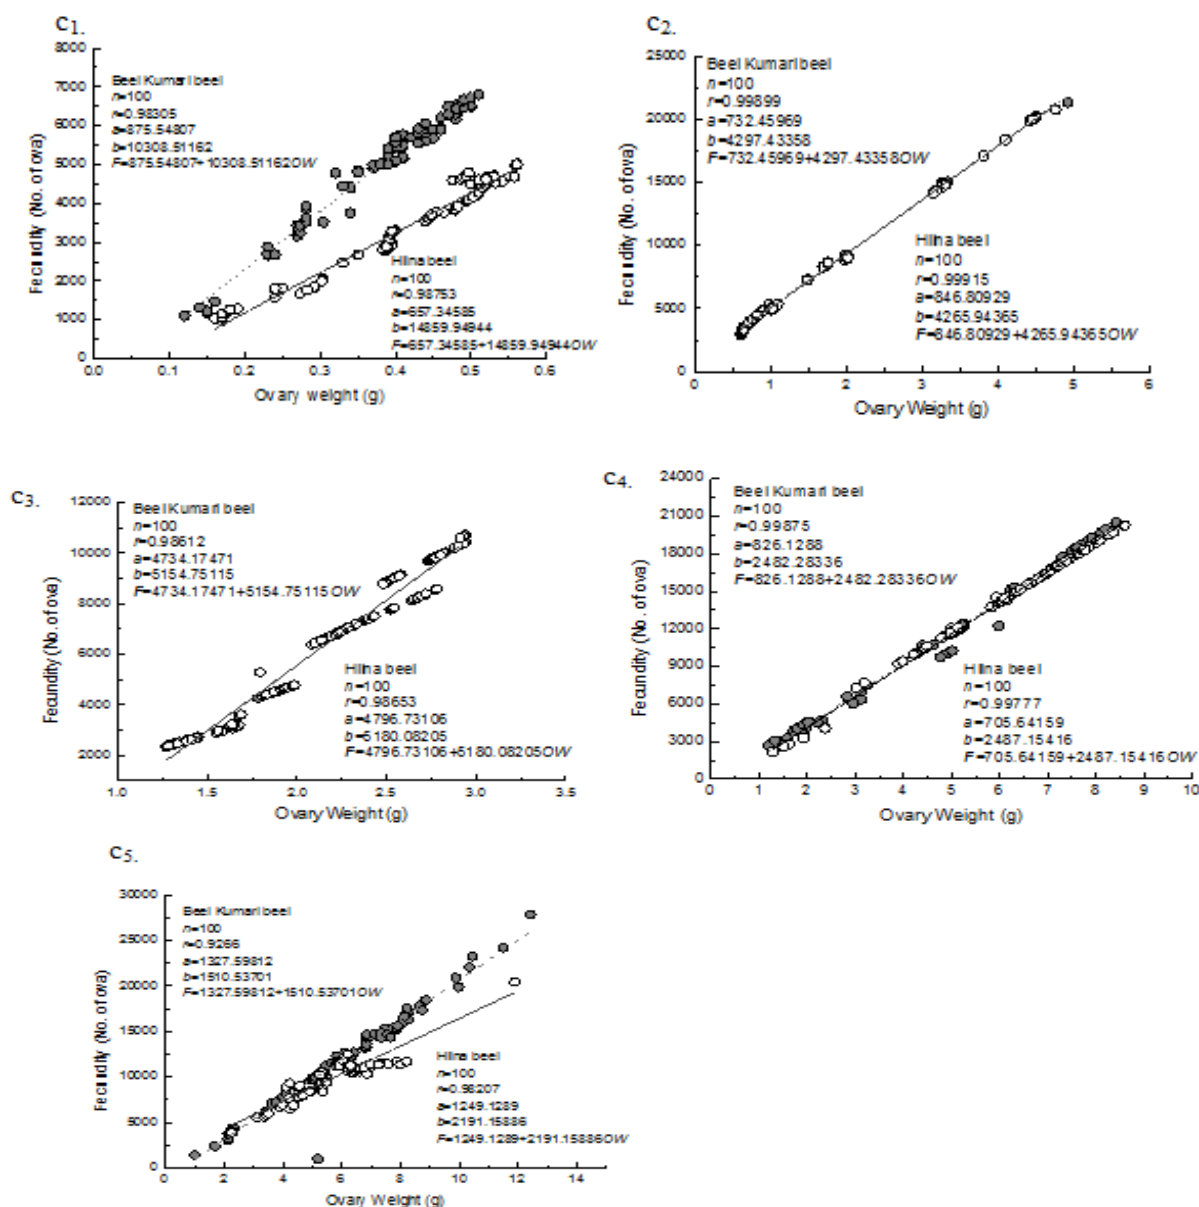 C1.
8000
7000
6000
5000
4000
3000
2000
1000
0
Fecundity (No. of ova)
Beel Kumari beel
n=100
r=0.98305
a=875.54807
b=10308.51162
F=875.54807+10308.51162OW
Hilna beel
n=100
r=0.98753
a=657.34585
b=14859.94944
F=657.34585+14859.94944OW
0.0 0.1 0.2 0.3 0.4 0.5 0.6
Ovary weight (g)
C2.
25000
20000
15000
10000
5000
0
Fecundity (No. of ova)
Beel Kumari beel
n=100
r=0.99899
a=732.45969
b=4297.43358
F=732.45969+4297.43358OW
Hilna beel
n=100
r=0.99915
a=846.80929
b=4265.94365
F=846.80929+4265.94365OW
0 1 2 3 4 5 6
Ovary Weight (g)
C3.
12000
10000
8000
6000
4000
2000
Fecundity (No. of ova)
Beel Kumari beel
n=100
r=0.98612
a=4734.17471
b=5154.75115
F=4734.17471+5154.75115OW
Hilna beel
n=100
r=0.98653
a=4796.73106
b=5180.08205
F=4796.73106+5180.08205OW
1.0 1.5 2.0 2.5 3.0 3.5
Ovary Weight (g)
C4.
24000
21000
18000
15000
12000
9000
6000
3000
0
Fecundity (No. of ova)
Beel Kumari beel
n=100
r=0.99875
a=826.1288
b=2482.28336
F=826.1288+2482.28336OW
Hilna beel
n=100
r=0.99777
a=705.64159
b=2487.15416
F=705.64159+2487.15416OW
0 1 2 3 4 5 6 7 8 9 10
Ovary Weight (g)
C5.
30000
25000
20000
15000
10000
5000
0
Fecundity (No. of ova)
Beel Kumari beel
n=100
r=0.9266
a=1327.59812
b=1510.53701
F=1327.59812+1510.53701OW
Hilna beel
n=100
r=0.98207
a=1249.1289
b=2191.15886
F=1249.1289+2191.15886OW
0 2 4 6 8 10 12 14
Ovary Weight (g)